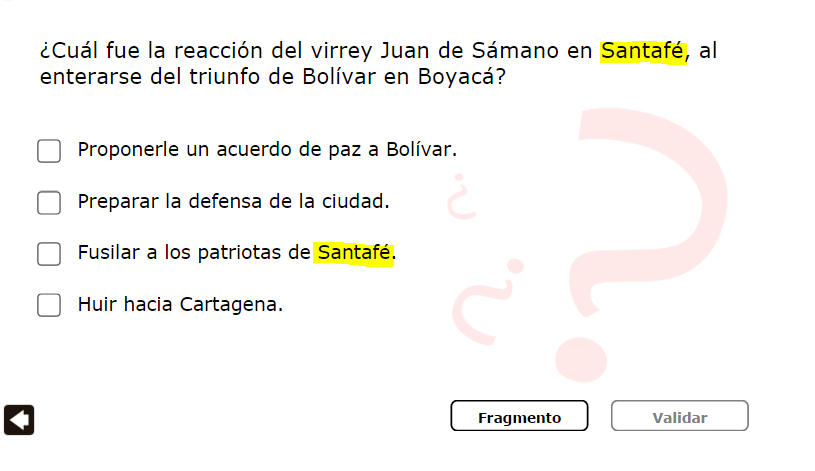 ¿Cuál fue la reacción del virrey Juan de Sámano en Santafé, al
enterarse del triunfo de Bolívar en Boyacá?
Proponerle un acuerdo de paz a Bolívar.
Preparar la defensa de la ciudad.
Fusilar a los patriotas de Santafé.
Huir hacia Cartagena.
Fragmento
Validar